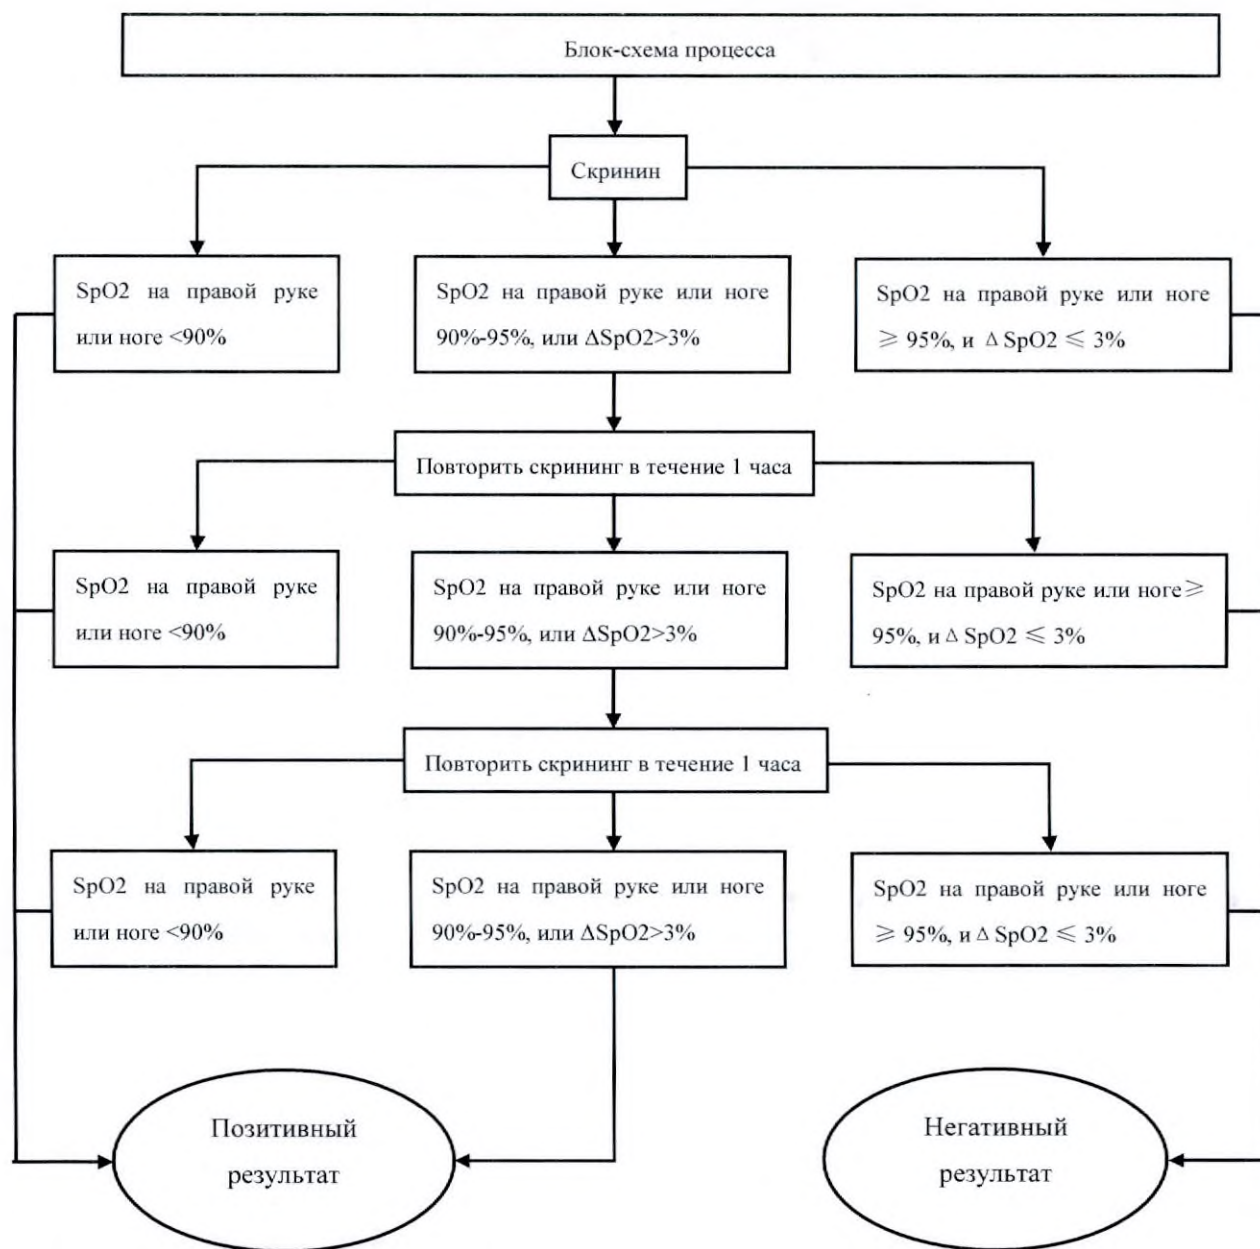 Блок-схема процесса
Скринин
SpO2 на правой руке
или ноге <90%
SpO2 на правой руке или ноге
90%-95%, или ΔSpO2>3%
SpO2 на правой руке или ноге
≥ 95%, и Δ SpO2 ≤ 3%
Повторить скрининг в течение 1 часа
SpO2 на правой руке
или ноге <90%
SpO2 на правой руке или ноге
90%-95%, или ΔSpO2>3%
SpO2 на правой руке или ноге≥
95%, и Δ SpO2 ≤ 3%
Повторить скрининг в течение 1 часа
SpO2 на правой руке
или ноге <90%
SpO2 на правой руке или ноге
90%-95%, или ΔSpO2>3%
SpO2 на правой руке или ноге
≥ 95%, и Δ SpO2 ≤ 3%
Позитивный
результат
Негативный
результат